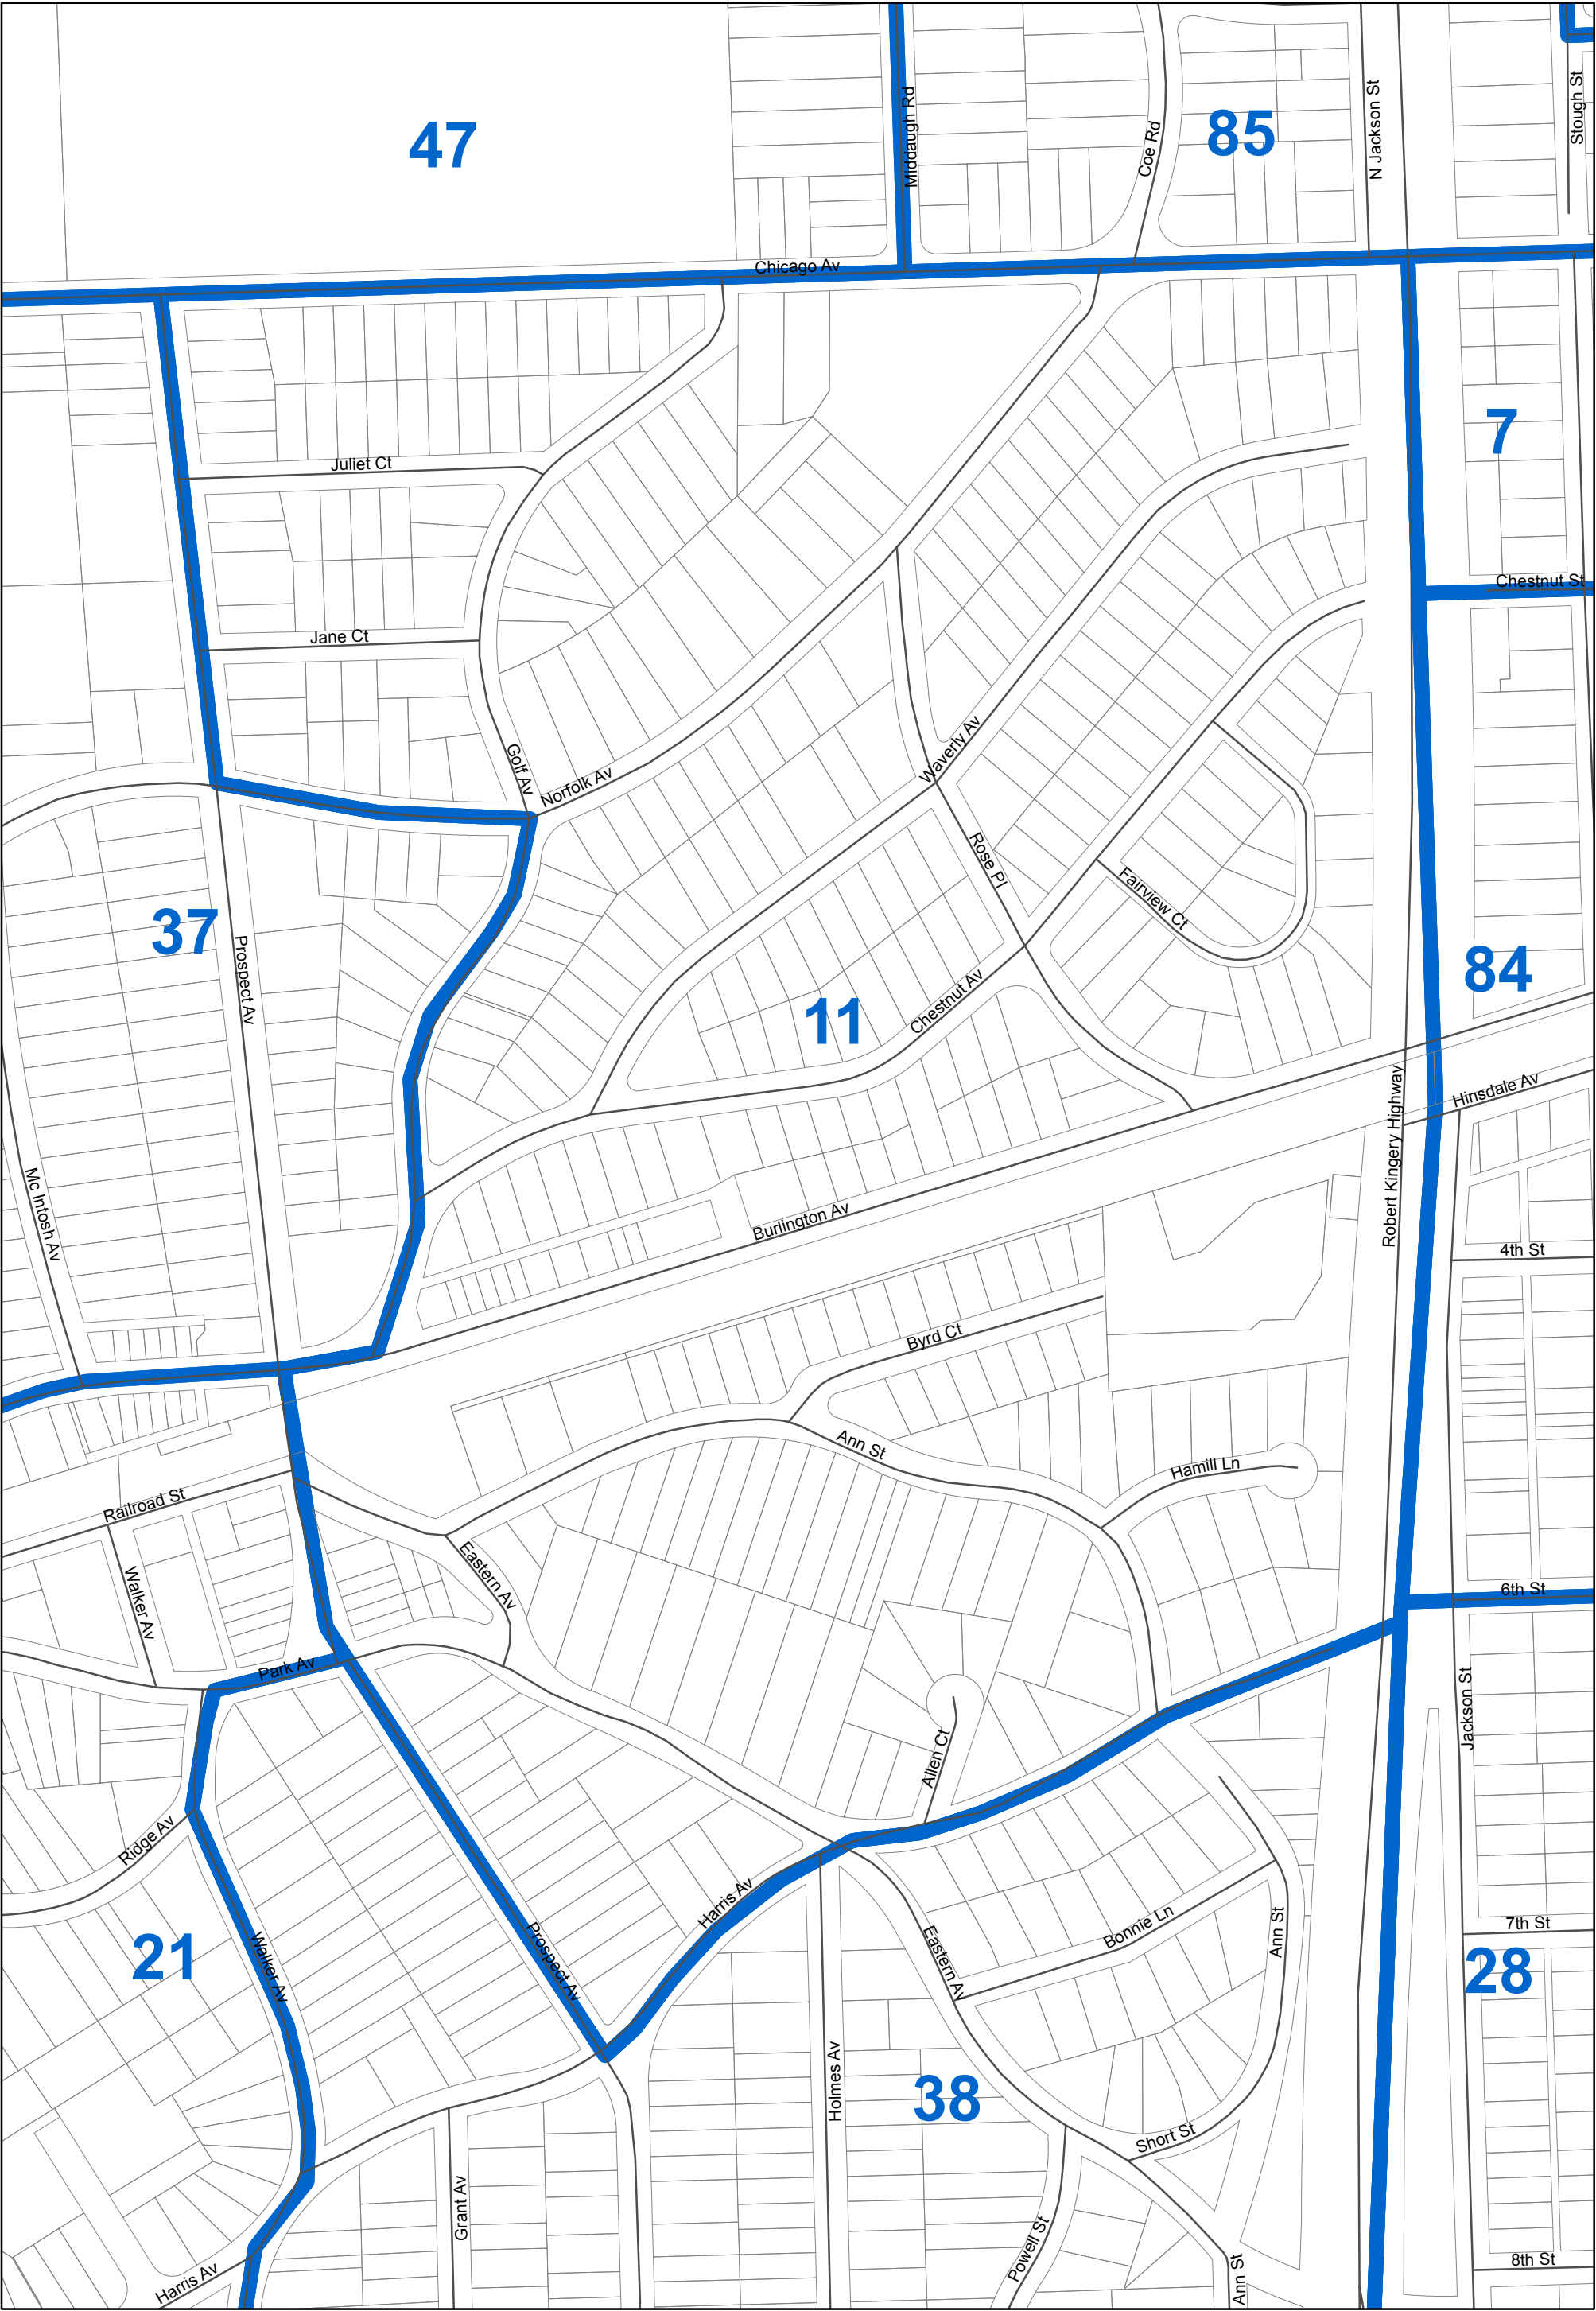 47
85
Middaugh Rd
Coe Rd
N Jackson St
Stough St
Chicago Av
7
Juliet Ct
Chestnut St
Jane Ct
Golf Av
Norfolk Av
Waverly Av
Rose Pl
Fairview Ct
37
Prospect Av
11
Chestnut Av
84
Hinsdale Av
Robert Kingery Highway
Mc Intosh Av
Burlington Av
4th St
Byrd Ct
Ann St
Hamill Ln
Railroad St
Walker Av
Eastern Av
6th St
Park Av
Jackson St
Allen Ct
Ridge Av
Harris Av
21
Walker Av
Prospect Av
Eastern Av
Bonnie Ln
Ann St
7th St
28
Holmes Av
38
Short St
Grant Av
Powell St
Harris Av
Ann St
8th St